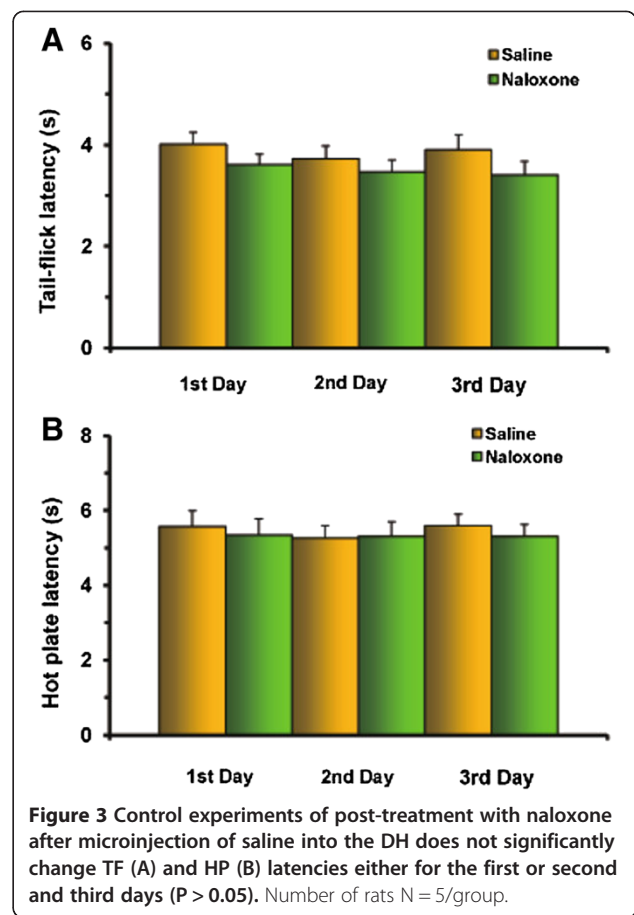 A
6
4
2
0
Tail-flick latency (s)
Saline
Naloxone
1st Day 2nd Day 3rd Day
B
8
6
4
2
0
Hot plate latency (s)
Saline
Naloxone
1st Day 2nd Day 3rd Day
Figure 3 Control experiments of post-treatment with naloxone
after microinjection of saline into the DH does not significantly
change TF (A) and HP (B) latencies either for the first or second
and third days (P > 0.05). Number of rats N = 5/group.